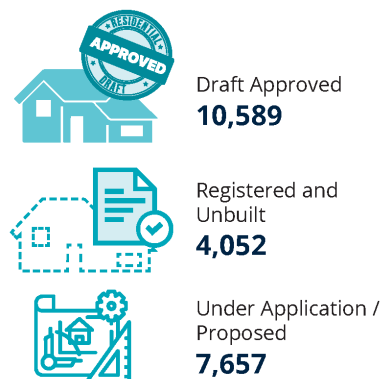 RESIDENTIAL
APPROVED
DRAFT
Draft Approved
10,589
Registered and
Unbuilt
4,052
Under Application /
Proposed
7,657